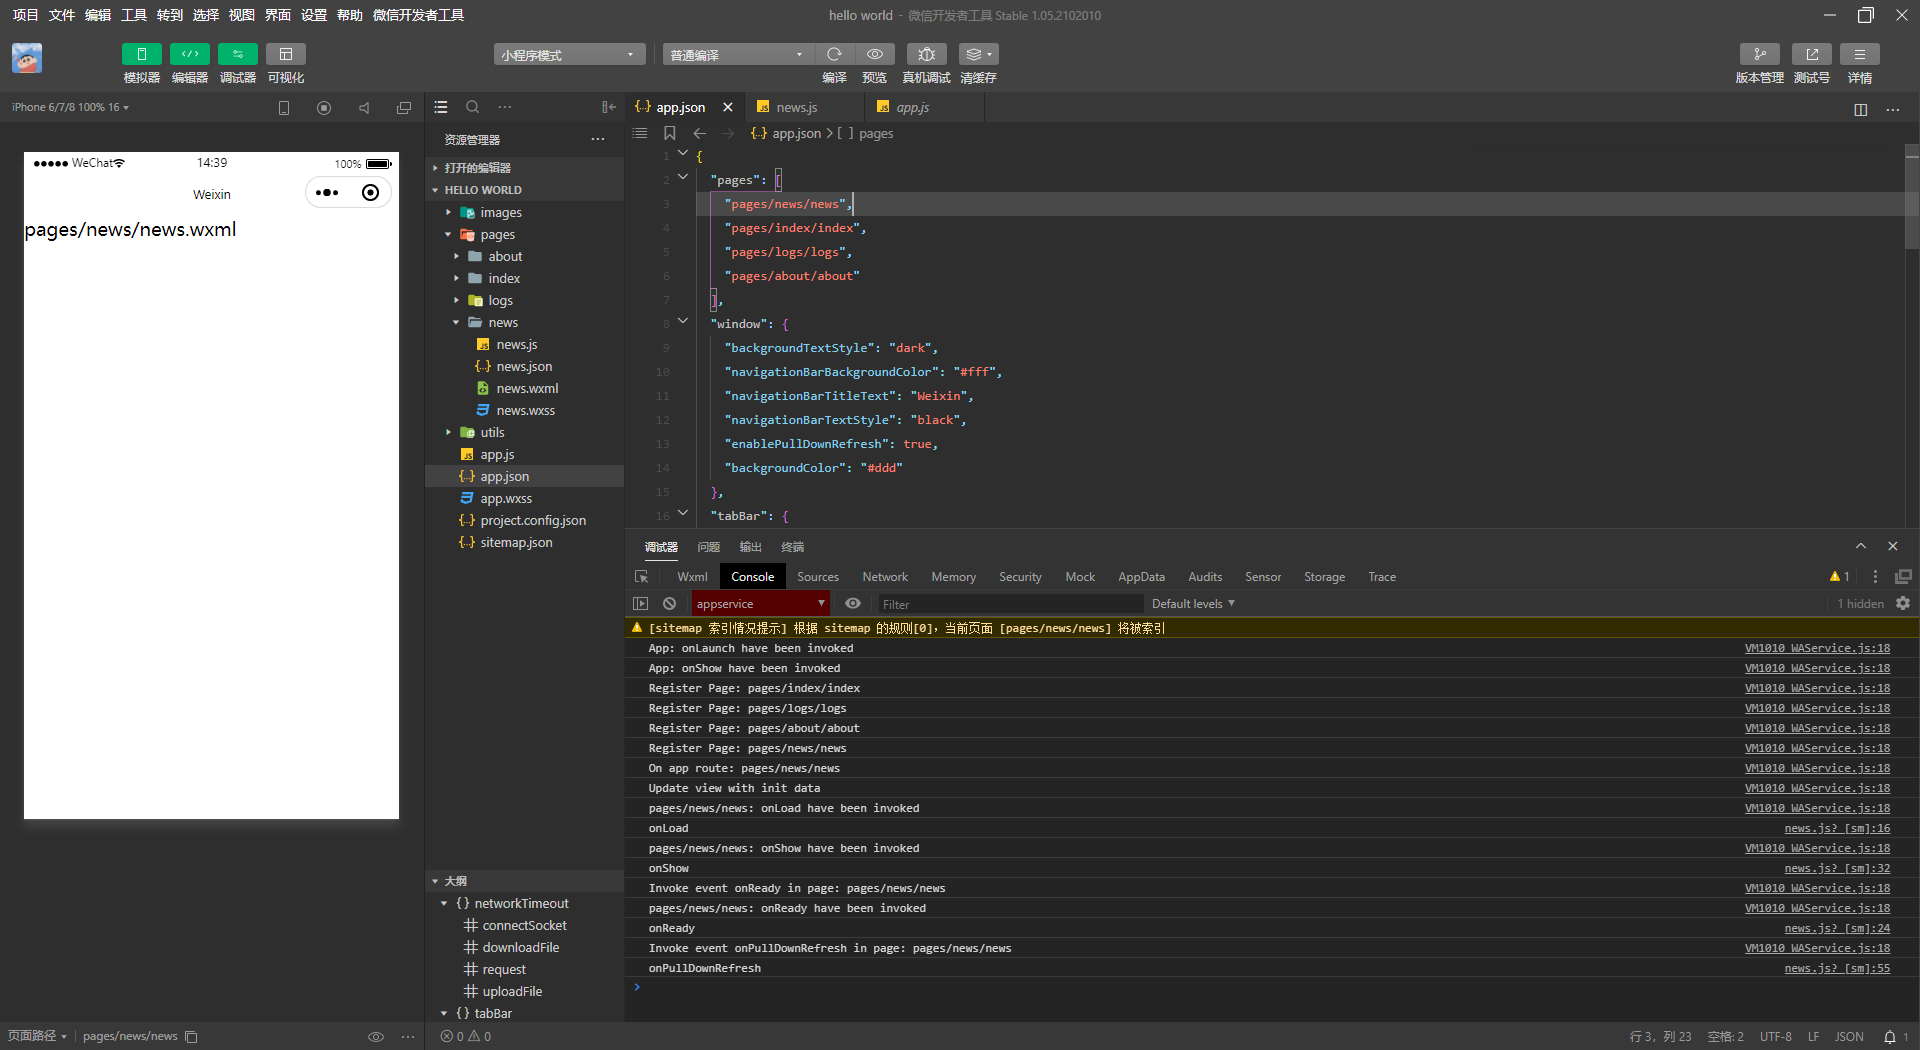 项目 文件 编辑 工具 转到 选择 视图 界面 设置 帮助 微信开发者工具
hello world - 微信开发者工具 Stable 1.05.2102010
模拟器 编辑器 调试器 可视化
小程序模式
普通编译
编译 预览 真机调试 清缓存
版本管理 测试号 详情
iPhone 6/7/8 100% 16
WeChat 14:39 100%
Weixin
pages/news/news.wxml
页面路径 pages/news/news
资源管理器
打开的编辑器
HELLO WORLD
images
pages
about
index
logs
news
news.js
news.json
news.wxml
news.wxss
utils
app.js
app.json
app.wxss
project.config.json
sitemap.json
大纲
networkTimeout
connectSocket
downloadFile
request
uploadFile
tabBar
0 0
app.json news.js app.js
app.json > [ ] pages
1 {
2 "pages": [
3 "pages/news/news",
4 "pages/index/index",
5 "pages/logs/logs",
6 "pages/about/about"
7 ],
8 "window": {
9 "backgroundTextStyle": "dark",
10 "navigationBarBackgroundColor": "#fff",
11 "navigationBarTitleText": "Weixin",
12 "navigationBarTextStyle": "black",
13 "enablePullDownRefresh": true,
14 "backgroundColor": "#ddd"
15 },
16 "tabBar": {
调试器 问题 输出 终端
Wxml Console Sources Network Memory Security Mock AppData Audits Sensor Storage Trace 1
appservice Filter Default levels 1 hidden
[sitemap 索引情况提示] 根据 sitemap 的规则[0]，当前页面 [pages/news/news] 将被索引
App: onLaunch have been invoked VM1010 WAService.js:18
App: onShow have been invoked VM1010 WAService.js:18
Register Page: pages/index/index VM1010 WAService.js:18
Register Page: pages/logs/logs VM1010 WAService.js:18
Register Page: pages/about/about VM1010 WAService.js:18
Register Page: pages/news/news VM1010 WAService.js:18
On app route: pages/news/news VM1010 WAService.js:18
Update view with init data VM1010 WAService.js:18
pages/news/news: onLoad have been invoked VM1010 WAService.js:18
onLoad news.js? [sm]:16
pages/news/news: onShow have been invoked VM1010 WAService.js:18
onShow news.js? [sm]:32
Invoke event onReady in page: pages/news/news VM1010 WAService.js:18
pages/news/news: onReady have been invoked VM1010 WAService.js:18
onReady news.js? [sm]:24
Invoke event onPullDownRefresh in page: pages/news/news VM1010 WAService.js:18
onPullDownRefresh news.js? [sm]:55
行 3，列 23 空格: 2 UTF-8 LF JSON 1